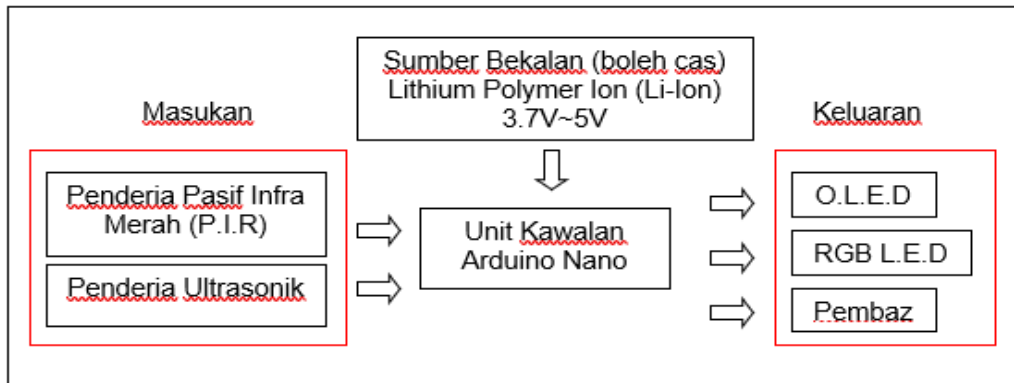 Sumber Bekalan (boleh cas)
Lithium Polymer Ion (Li-Ion)
3.7V~5V
Masukan
Keluaran
Penderia Pasif Infra
Merah (P.I.R)
Penderia Ultrasonik
Unit Kawalan
Arduino Nano
O.L.E.D
RGB L.E.D
Pembaz